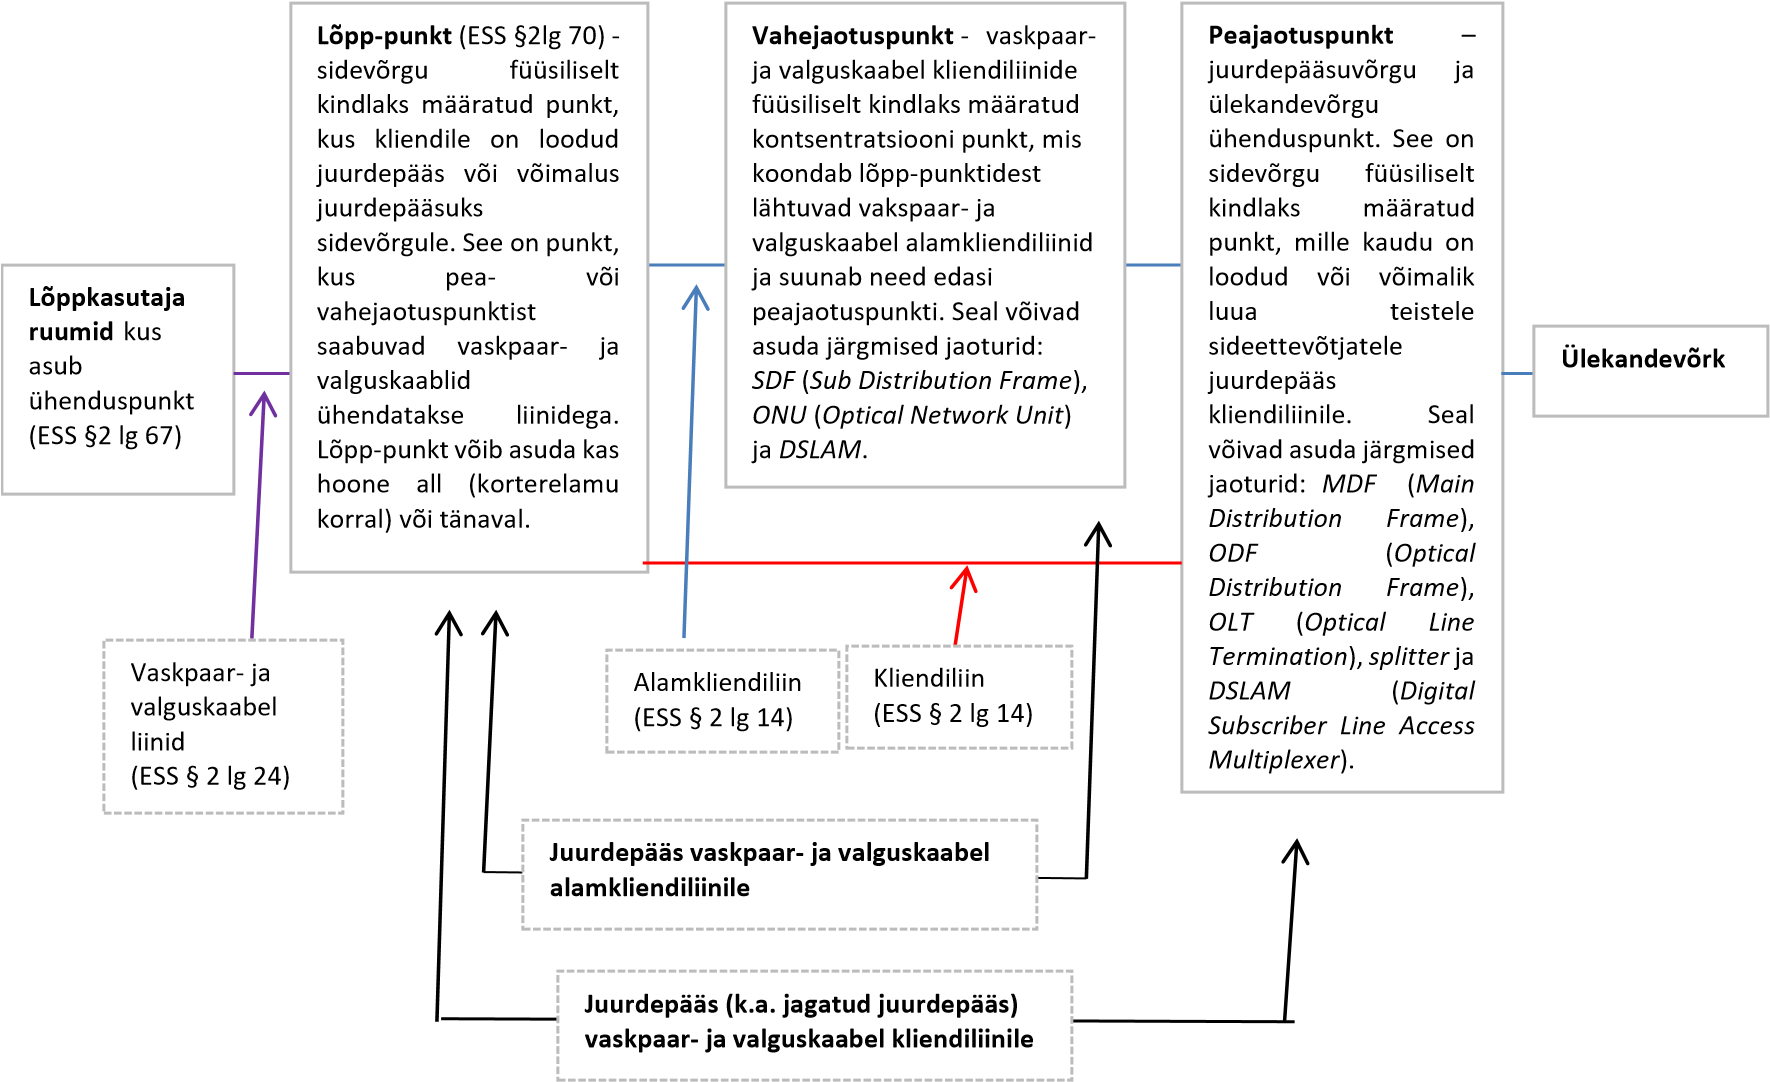 Lõppkasutaja
ruumid kus
asub
ühenduspunkt
(ESS §2 lg 67)
Lõpp-punkt (ESS §2lg 70) -
sidevõrgu füüsiliselt
kindlaks määratud punkt,
kus kliendile on loodud
juurdepääs või võimalus
juurdepääsuks
sidevõrgule. See on punkt,
kus pea- või
vahejaotuspunktist
saabuvad vaskpaar- ja
valguskaablid
ühendatakse liinidega.
Lõpp-punkt võib asuda kas
hoone all (korterelamu
korral) või tänaval.
Vahejaotuspunkt - vaskpaar-
ja valguskaabel kliendiliinide
füüsiliselt kindlaks määratud
kontsentratsiooni punkt, mis
koondab lõpp-punktidest
lähtuvad vakspaar- ja
valguskaabel alamkliendiliinid
ja suunab need edasi
peajaotuspunkti. Seal võivad
asuda järgmised jaoturid:
SDF (Sub Distribution Frame),
ONU (Optical Network Unit)
ja DSLAM.
Peajaotuspunkt –
juurdepääsuvõrgu ja
ülekandevõrgu
ühenduspunkt. See on
sidevõrgu füüsiliselt
kindlaks määratud
punkt, mille kaudu on
loodud või võimalik
luua teistele
sideettevõtjatele
juurdepääs
kliendiliinile. Seal
võivad asuda järgmised
jaoturid: MDF (Main
Distribution Frame),
ODF (Optical
Distribution Frame),
OLT (Optical Line
Termination), splitter ja
DSLAM (Digital
Subscriber Line Access
Multiplexer).
Ülekandevõrk
Vaskpaar- ja
valguskaabel
liinid
(ESS § 2 lg 24)
Alamkliendiliin
(ESS § 2 lg 14)
Kliendiliin
(ESS § 2 lg 14)
Juurdepääs vaskpaar- ja valguskaabel
alamkliendiliinile
Juurdepääs (k.a. jagatud juurdepääs)
vaskpaar- ja valguskaabel kliendiliinile